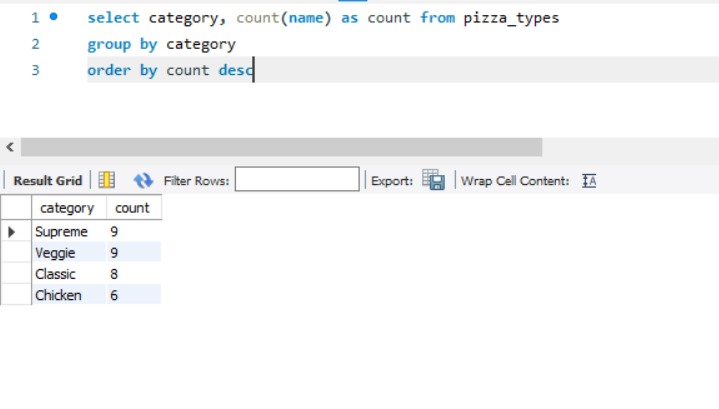 1 select category, count(name) as count from pizza_types
2 group by category
3 order by count desc
Result Grid Filter Rows: Export: Wrap Cell Content: IA
category count
Supreme 9
Veggie 9
Classic 8
Chicken 6